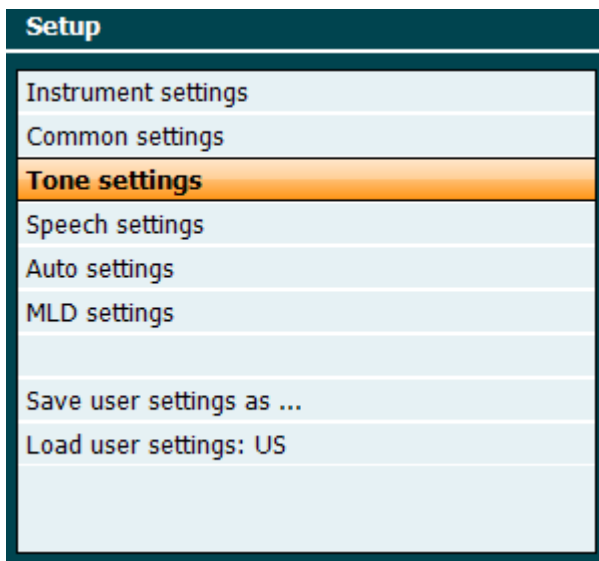 Setup
Instrument settings
Common settings
Tone settings
Speech settings
Auto settings
MLD settings
Save user settings as ...
Load user settings: US